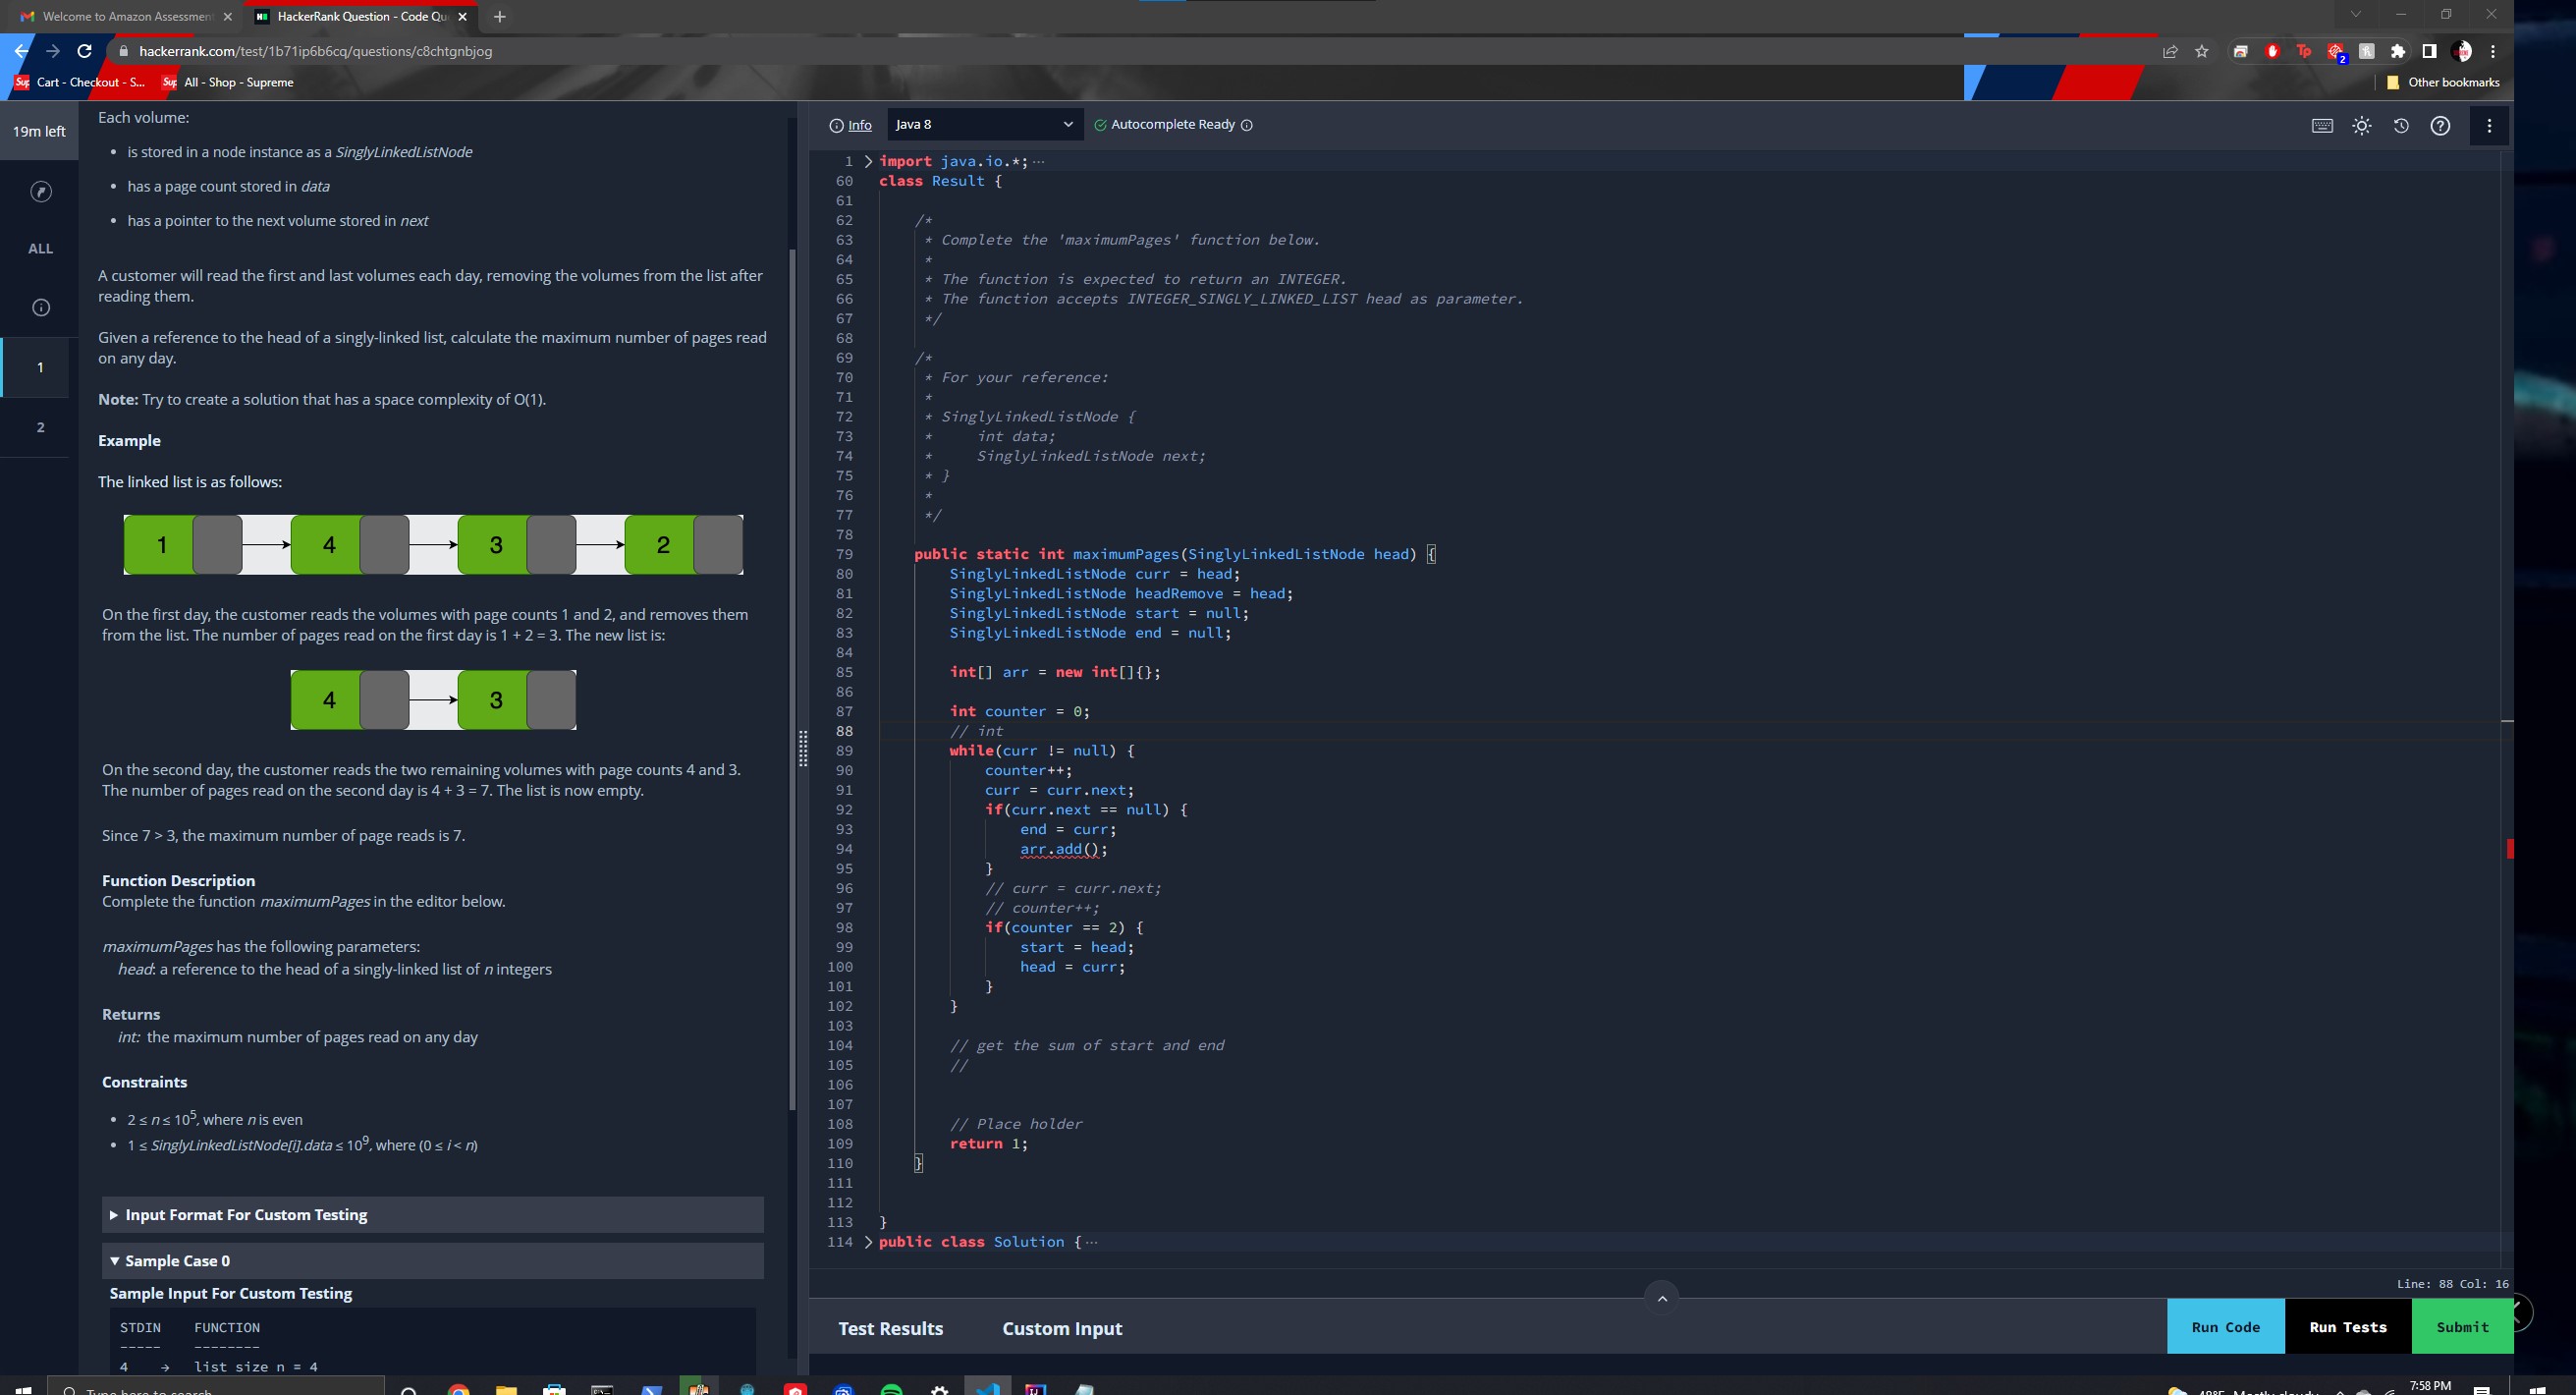 Welcome to Amazon Assessment
HackerRank Question - Code Qu
hackerrank.com/test/1b71ip6b6cq/questions/c8chtgnbjog
Tp
2
Sup Cart - Checkout - S...
Sup All - Shop - Supreme
Other bookmarks
19m left
ALL
1
2
Each volume:
• is stored in a node instance as a SinglyLinkedListNode
• has a page count stored in data
• has a pointer to the next volume stored in next
A customer will read the first and last volumes each day, removing the volumes from the list after
reading them.
Given a reference to the head of a singly-linked list, calculate the maximum number of pages read
on any day.
Note: Try to create a solution that has a space complexity of O(1).
Example
The linked list is as follows:
1 4 3 2
On the first day, the customer reads the volumes with page counts 1 and 2, and removes them
from the list. The number of pages read on the first day is 1 + 2 = 3. The new list is:
4 3
On the second day, the customer reads the two remaining volumes with page counts 4 and 3.
The number of pages read on the second day is 4 + 3 = 7. The list is now empty.
Since 7 > 3, the maximum number of page reads is 7.
Function Description
Complete the function maximumPages in the editor below.
maximumPages has the following parameters:
head: a reference to the head of a singly-linked list of n integers
Returns
int: the maximum number of pages read on any day
Constraints
• 2 ≤ n ≤ 10⁵, where n is even
• 1 ≤ SinglyLinkedListNode[i].data ≤ 10⁹, where (0 ≤ i < n)
Input Format For Custom Testing
Sample Case 0
Sample Input For Custom Testing
STDIN FUNCTION
----- --------
4 → list size n = 4
Info
Java 8
Autocomplete Ready
1 import java.io.*; ···
60 class Result {
61
62 /*
63 * Complete the 'maximumPages' function below.
64 *
65 * The function is expected to return an INTEGER.
66 * The function accepts INTEGER_SINGLY_LINKED_LIST head as parameter.
67 */
68
69 /*
70 * For your reference:
71 *
72 * SinglyLinkedListNode {
73 * int data;
74 * SinglyLinkedListNode next;
75 * }
76 *
77 */
78
79 public static int maximumPages(SinglyLinkedListNode head) {
80 SinglyLinkedListNode curr = head;
81 SinglyLinkedListNode headRemove = head;
82 SinglyLinkedListNode start = null;
83 SinglyLinkedListNode end = null;
84
85 int[] arr = new int[]{};
86
87 int counter = 0;
88 // int
89 while(curr != null) {
90 counter++;
91 curr = curr.next;
92 if(curr.next == null) {
93 end = curr;
94 arr.add();
95 }
96 // curr = curr.next;
97 // counter++;
98 if(counter == 2) {
99 start = head;
100 head = curr;
101 }
102 }
103
104 // get the sum of start and end
105 //
106
107
108 // Place holder
109 return 1;
110 }
111
112
113 }
114 public class Solution { ···
Line: 88 Col: 16
Test Results
Custom Input
Run Code
Run Tests
Submit
Type here to search
48°F Mostly cloudy
7:58 PM